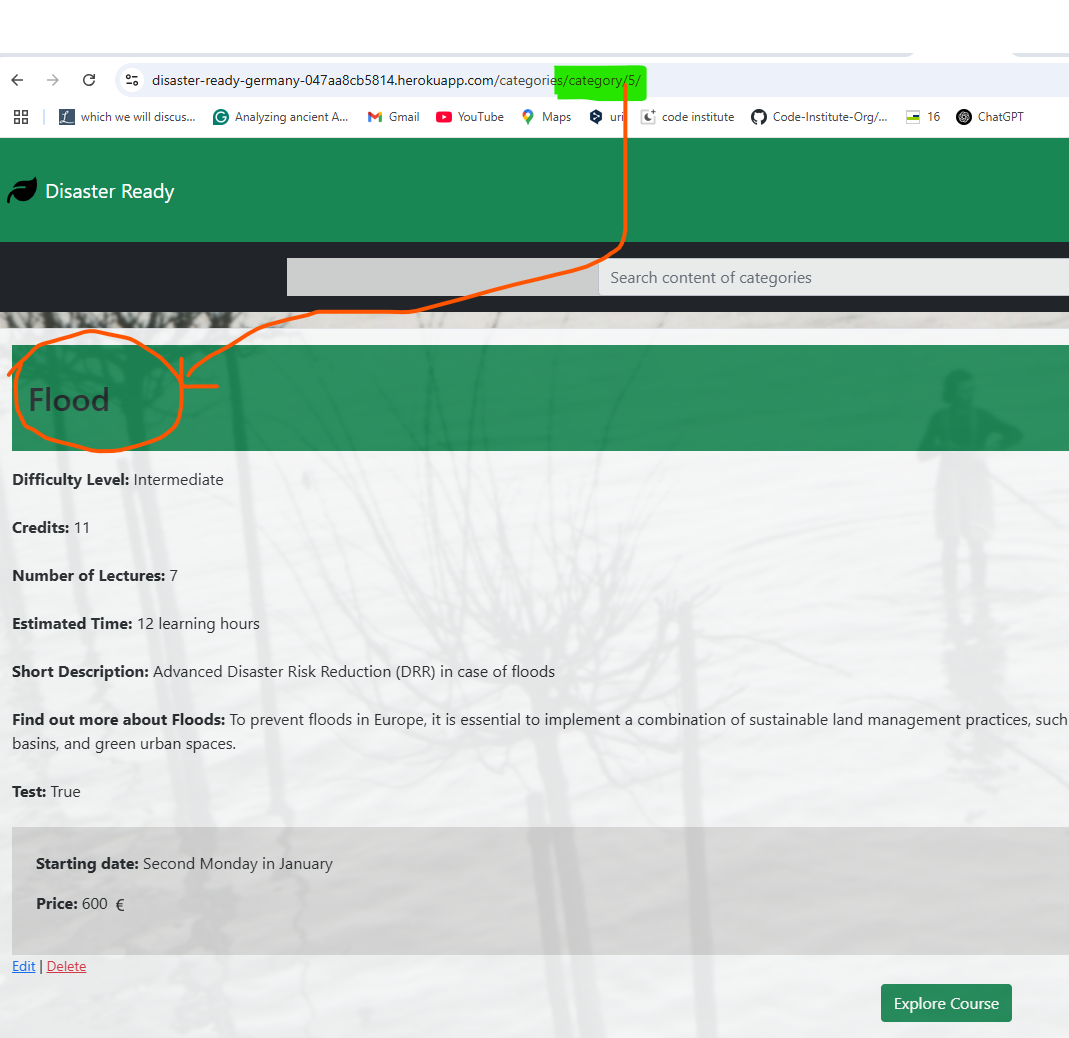 disaster-ready-germany-047aa8cb5814.herokuapp.com/categories/category/5/
which we will discus... Analyzing ancient A... Gmail YouTube Maps uri code institute Code-Institute-Org/... 16 ChatGPT
Disaster Ready
Search content of categories
Flood
Difficulty Level: Intermediate
Credits: 11
Number of Lectures: 7
Estimated Time: 12 learning hours
Short Description: Advanced Disaster Risk Reduction (DRR) in case of floods
Find out more about Floods: To prevent floods in Europe, it is essential to implement a combination of sustainable land management practices, such
basins, and green urban spaces.
Test: True
Starting date: Second Monday in January
Price: 600 €
Edit | Delete
Explore Course